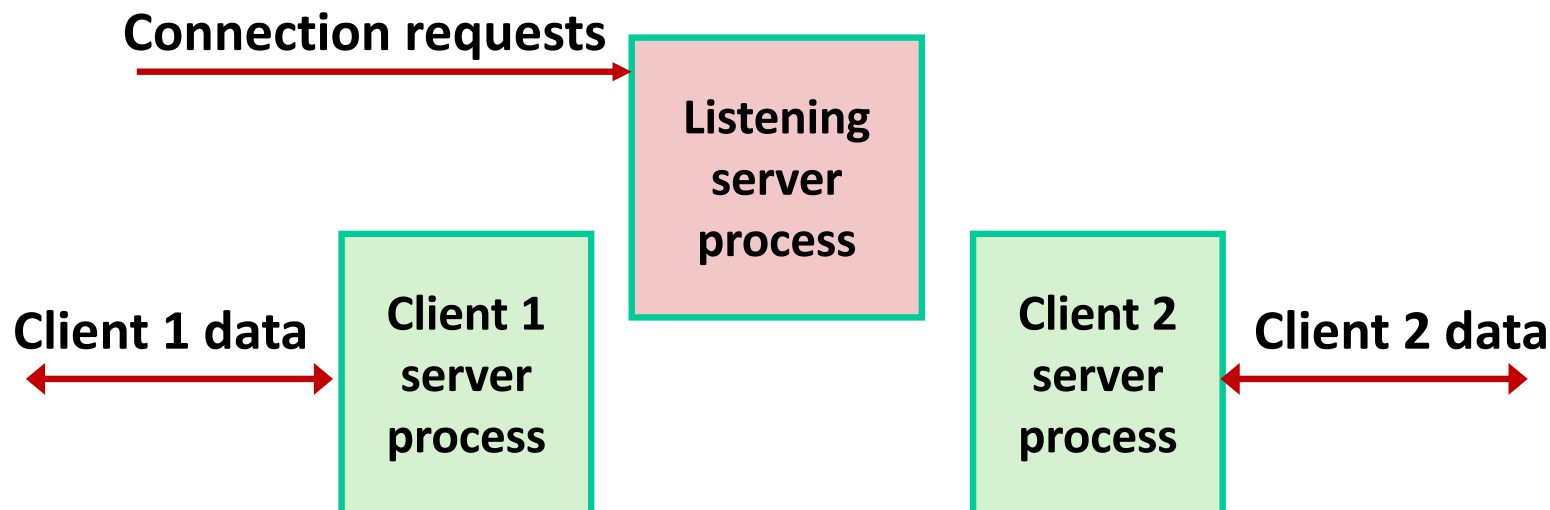 Connection requests
Listening
server
process
Client 1 data
Client 1
server
process
Client 2
server
process
Client 2 data